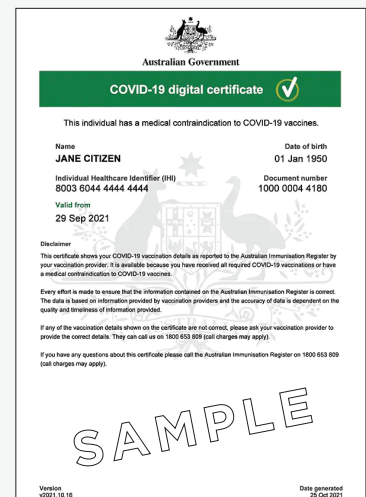 Australian Government
COVID-19 digital certificate
This individual has a medical contraindication to COVID-19 vaccines.
Name
JANE CITIZEN
Date of birth
01 Jan 1950
Individual Healthcare Identifier (IHI)
8003 6044 4444 4444
Document number
1000 0004 4180
Valid from
29 Sep 2021
Disclaimer
This certificate shows your COVID-19 vaccination details as reported to the Australian Immunisation Register by
your vaccination provider. It is available because you have received all required COVID-19 vaccinations or have
a medical contraindication to COVID-19 vaccines.
Every effort is made to ensure that the information contained on the Australian Immunisation Register is correct.
The data is based on information provided by vaccination providers and the accuracy of data is dependent on the
quality and timeliness of information provided.
If any of the vaccination details shown on the certificate are not correct, please ask your vaccination provider to
provide the correct details. They can call us on 1800 653 809 (call charges may apply).
If you have any questions about this certificate please call the Australian Immunisation Register on 1800 653 809
(call charges may apply).
SAMPLE
Version
v2021.10.16
Date generated
25 Oct 2021